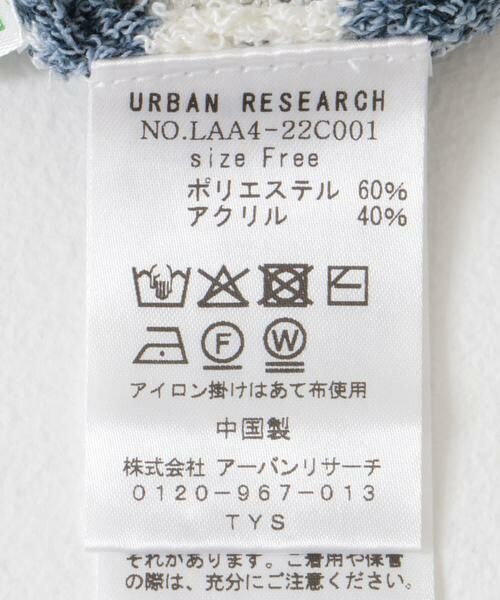 URBAN RESEARCH
NO.LAA4-22C001
size Free
ポリエステル 60%
アクリル 40%
F W
アイロン掛けはあて布使用
中国製
株式会社 アーバンリサーチ
0120-967-013
TYS
それがあります。ご着用や保管
の際は、充分にご注意ください。